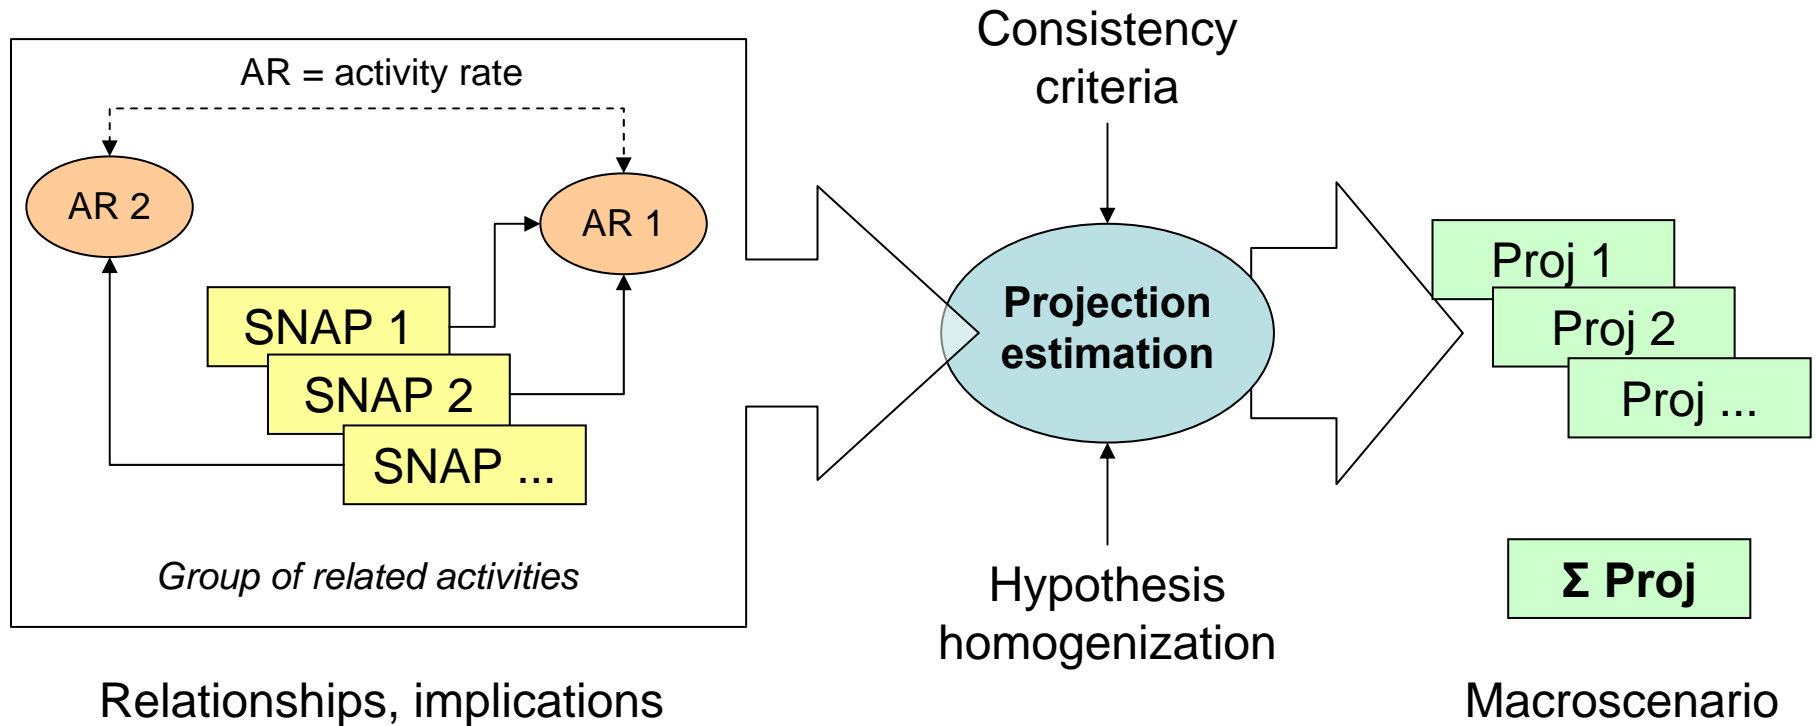 Consistency
criteria
AR = activity rate
AR 2
AR 1
SNAP 1
SNAP 2
SNAP ...
Group of related activities
Projection
estimation
Proj 1
Proj 2
Proj ...
Hypothesis
homogenization
Σ Proj
Relationships, implications
Macroscenario